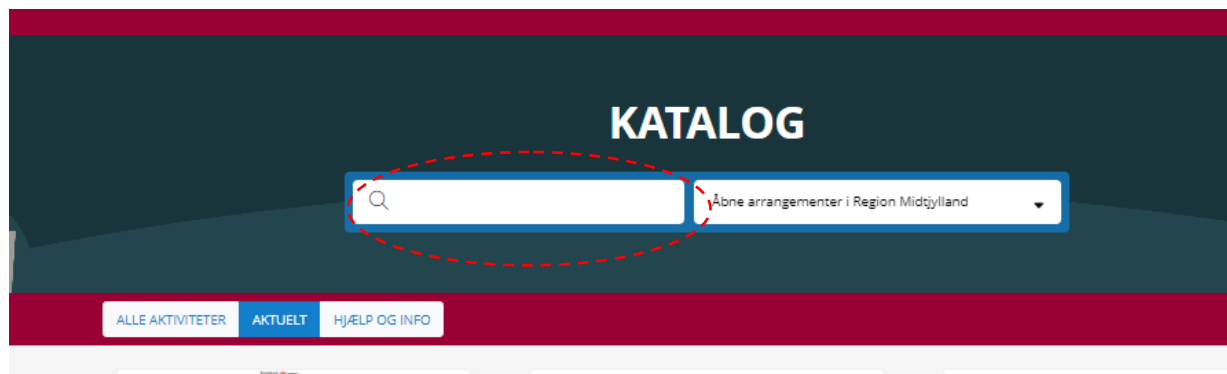 KATALOG
Åbne arrangementer i Region Midtjylland
ALLE AKTIVITETER AKTUELT HJÆLP OG INFO